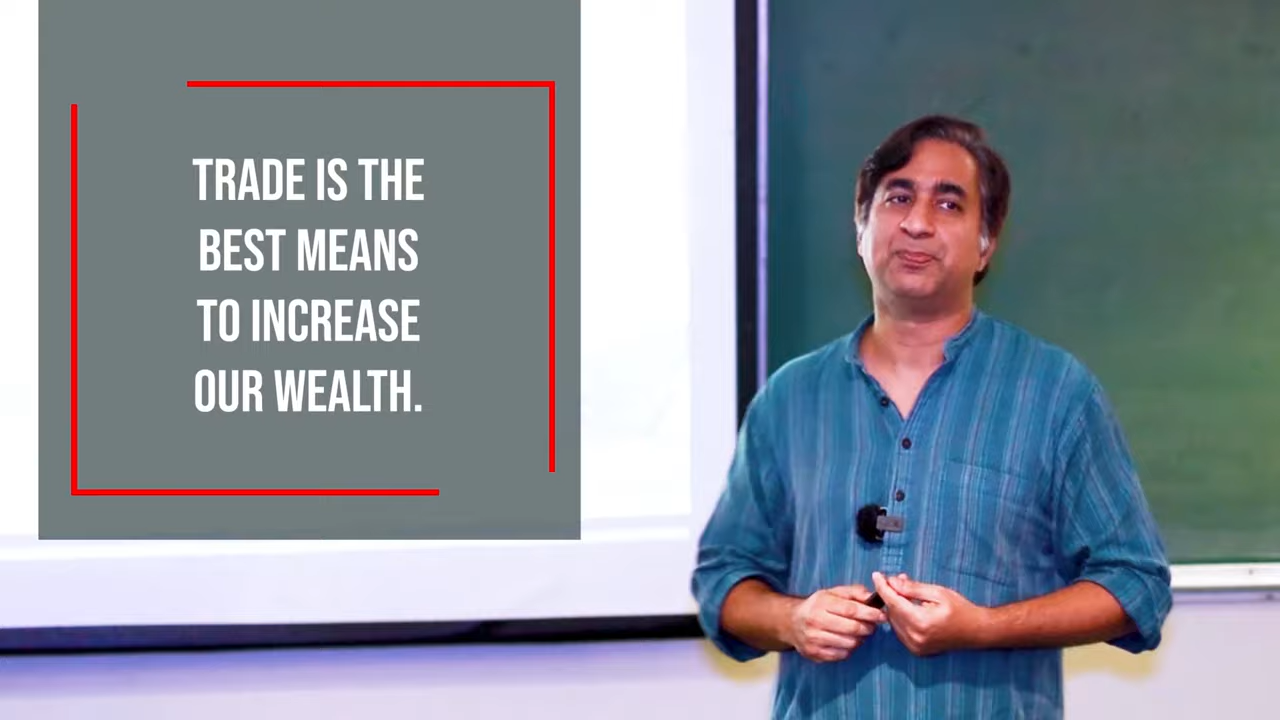 TRADE IS THE
BEST MEANS
TO INCREASE
OUR WEALTH.